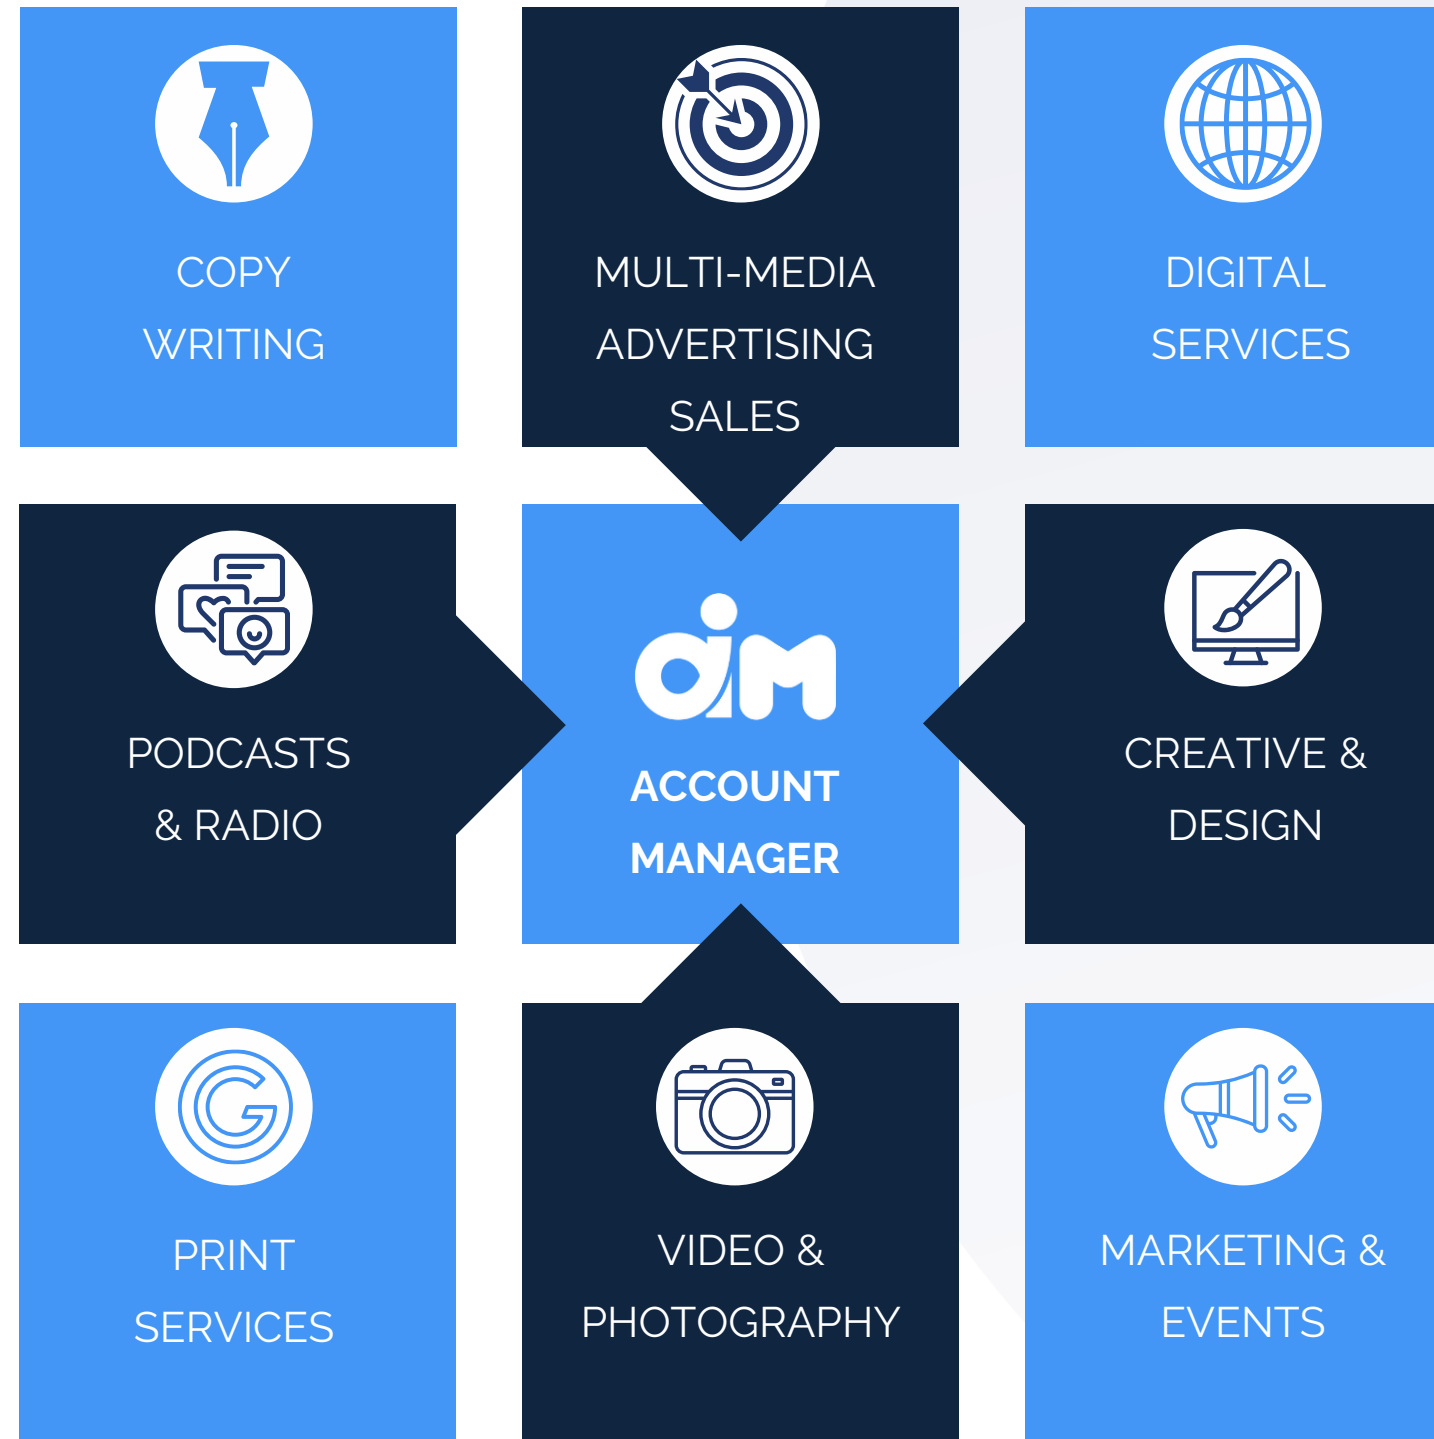 COPY
WRITING
MULTI-MEDIA
ADVERTISING
SALES
DIGITAL
SERVICES
PODCASTS
& RADIO
aim
ACCOUNT
MANAGER
CREATIVE &
DESIGN
G
PRINT
SERVICES
VIDEO &
PHOTOGRAPHY
MARKETING &
EVENTS